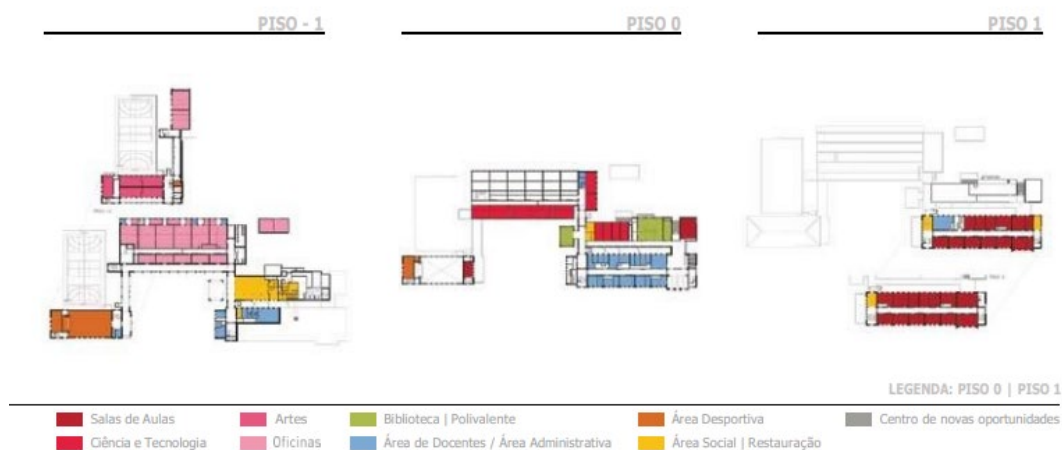 PISO - 1
PISO 0
PISO 1
LEGENDA: PISO 0 | PISO 1
Salas de Aulas
Artes
Biblioteca | Polivalente
Área Desportiva
Centro de novas oportunidades
Ciência e Tecnologia
Oficinas
Área de Docentes / Área Administrativa
Área Social | Restauração